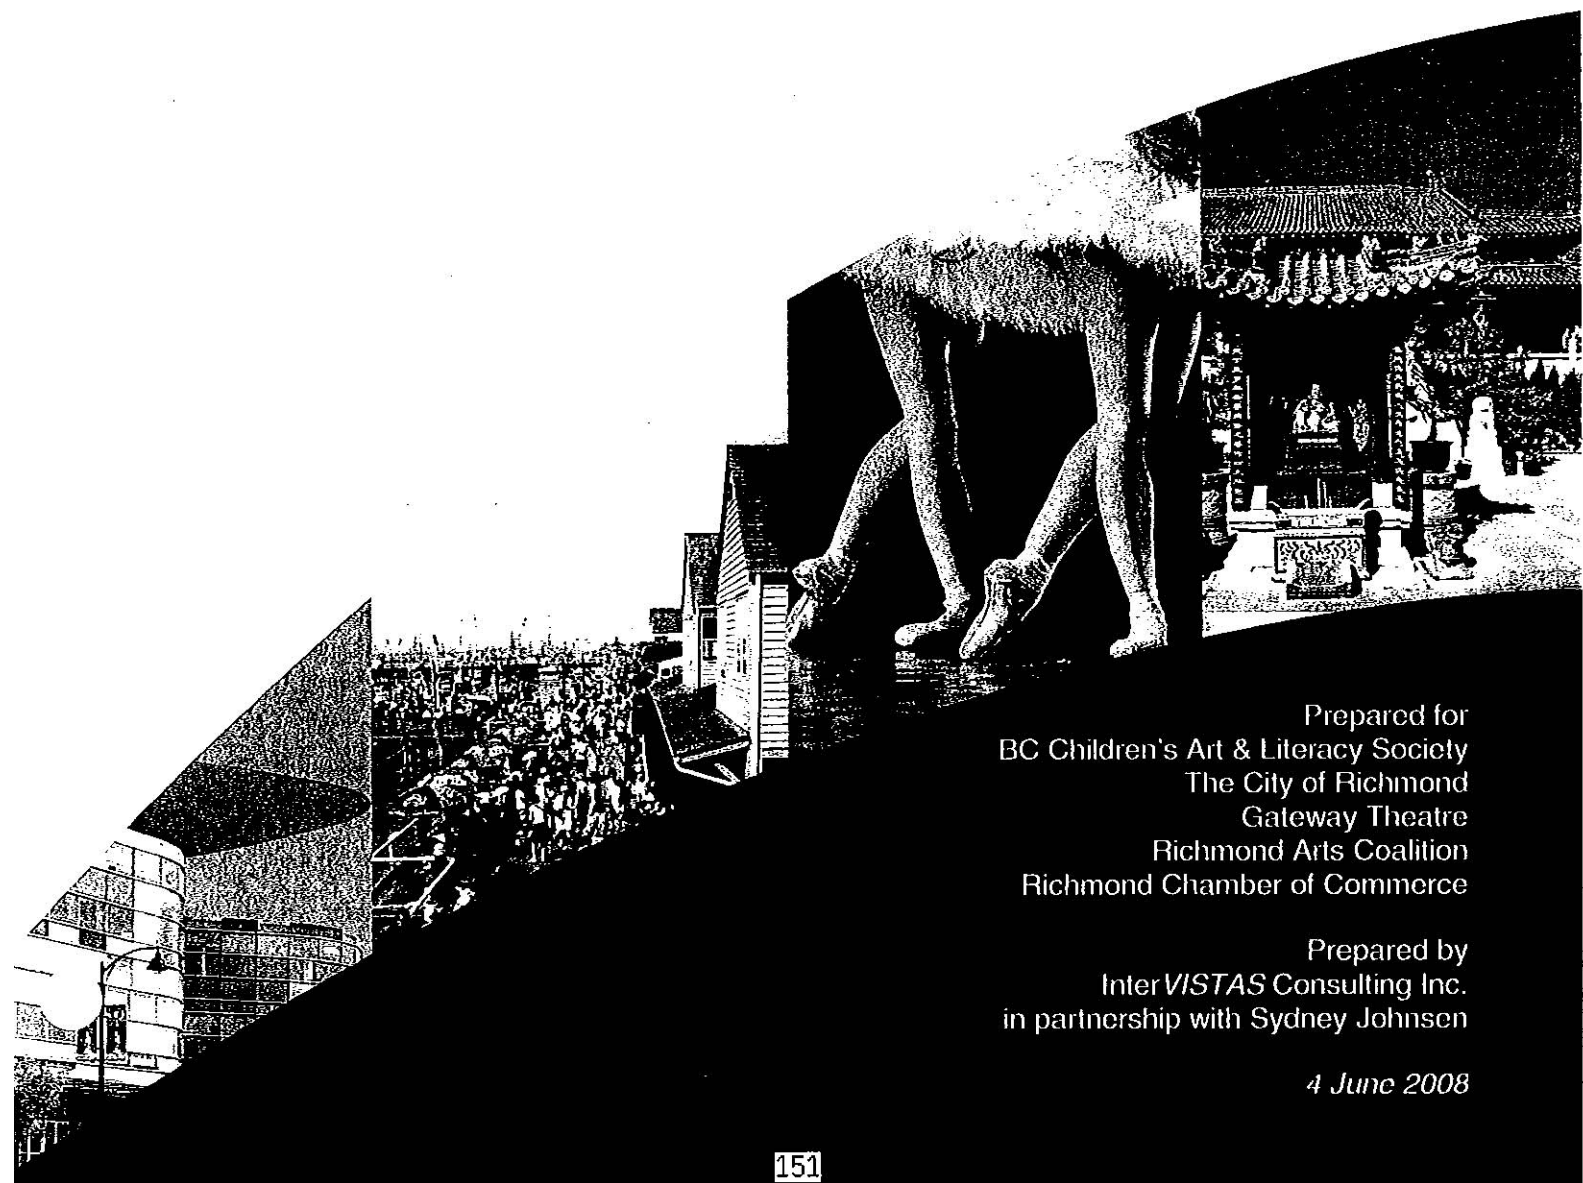 Prepared for
BC Children's Art & Literacy Society
The City of Richmond
Gateway Theatre
Richmond Arts Coalition
Richmond Chamber of Commerce
Prepared by
InterVISTAS Consulting Inc.
in partnership with Sydney Johnsen
4 June 2008
151